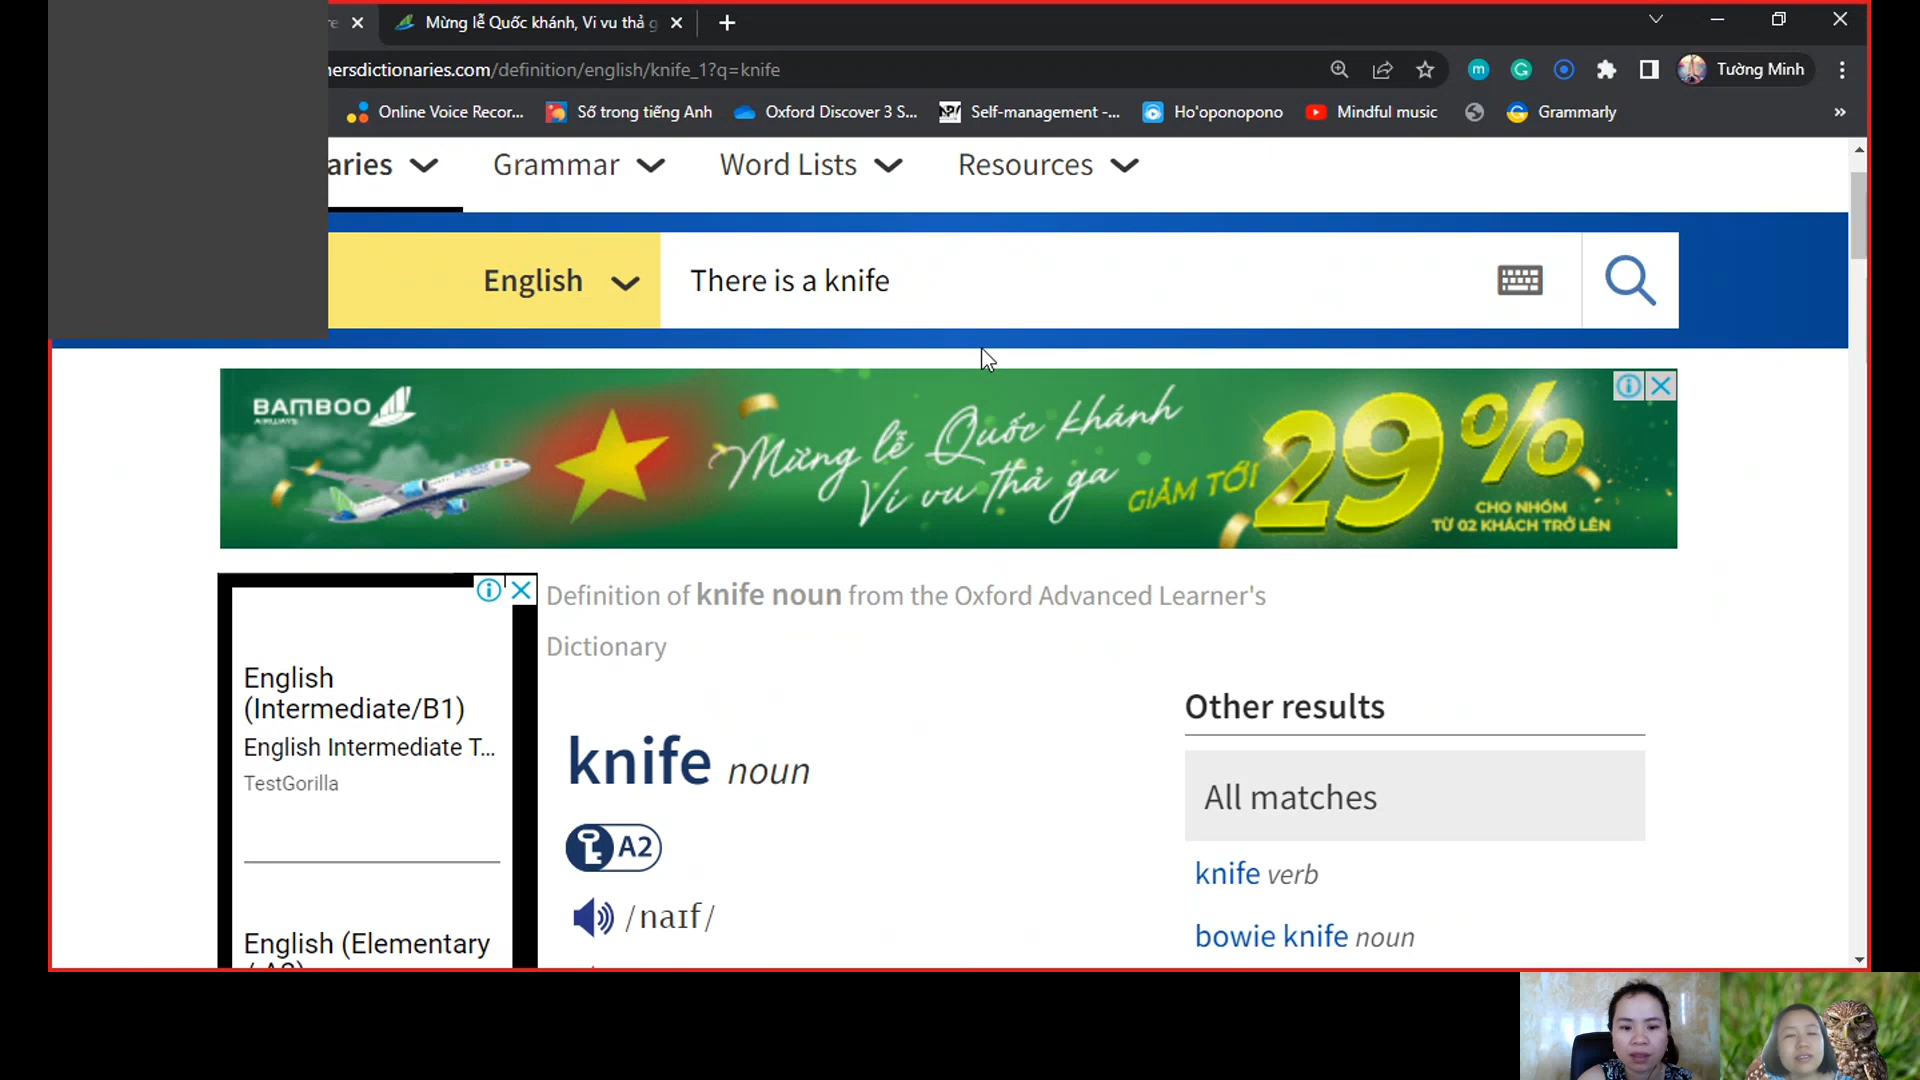 re
Mừng lễ Quốc khánh, Vi vu thả g
nersdictionaries.com/definition/english/knife_1?q=knife
m
G
Tường Minh
Online Voice Recor...
Số trong tiếng Anh
Oxford Discover 3 S...
Self-management -...
Ho'oponopono
Mindful music
Grammarly
aries
Grammar
Word Lists
Resources
English
There is a knife
BAMBOO
AIRWAYS
Mừng lễ Quốc khánh
Vi vu thả ga
GIẢM TỚI
29%
CHO NHÓM
TỪ 02 KHÁCH TRỞ LÊN
English
(Intermediate/B1)
English Intermediate T...
TestGorilla
English (Elementary
Definition of knife noun from the Oxford Advanced Learner's
Dictionary
knife noun
A2
/naɪf/
Other results
All matches
knife verb
bowie knife noun